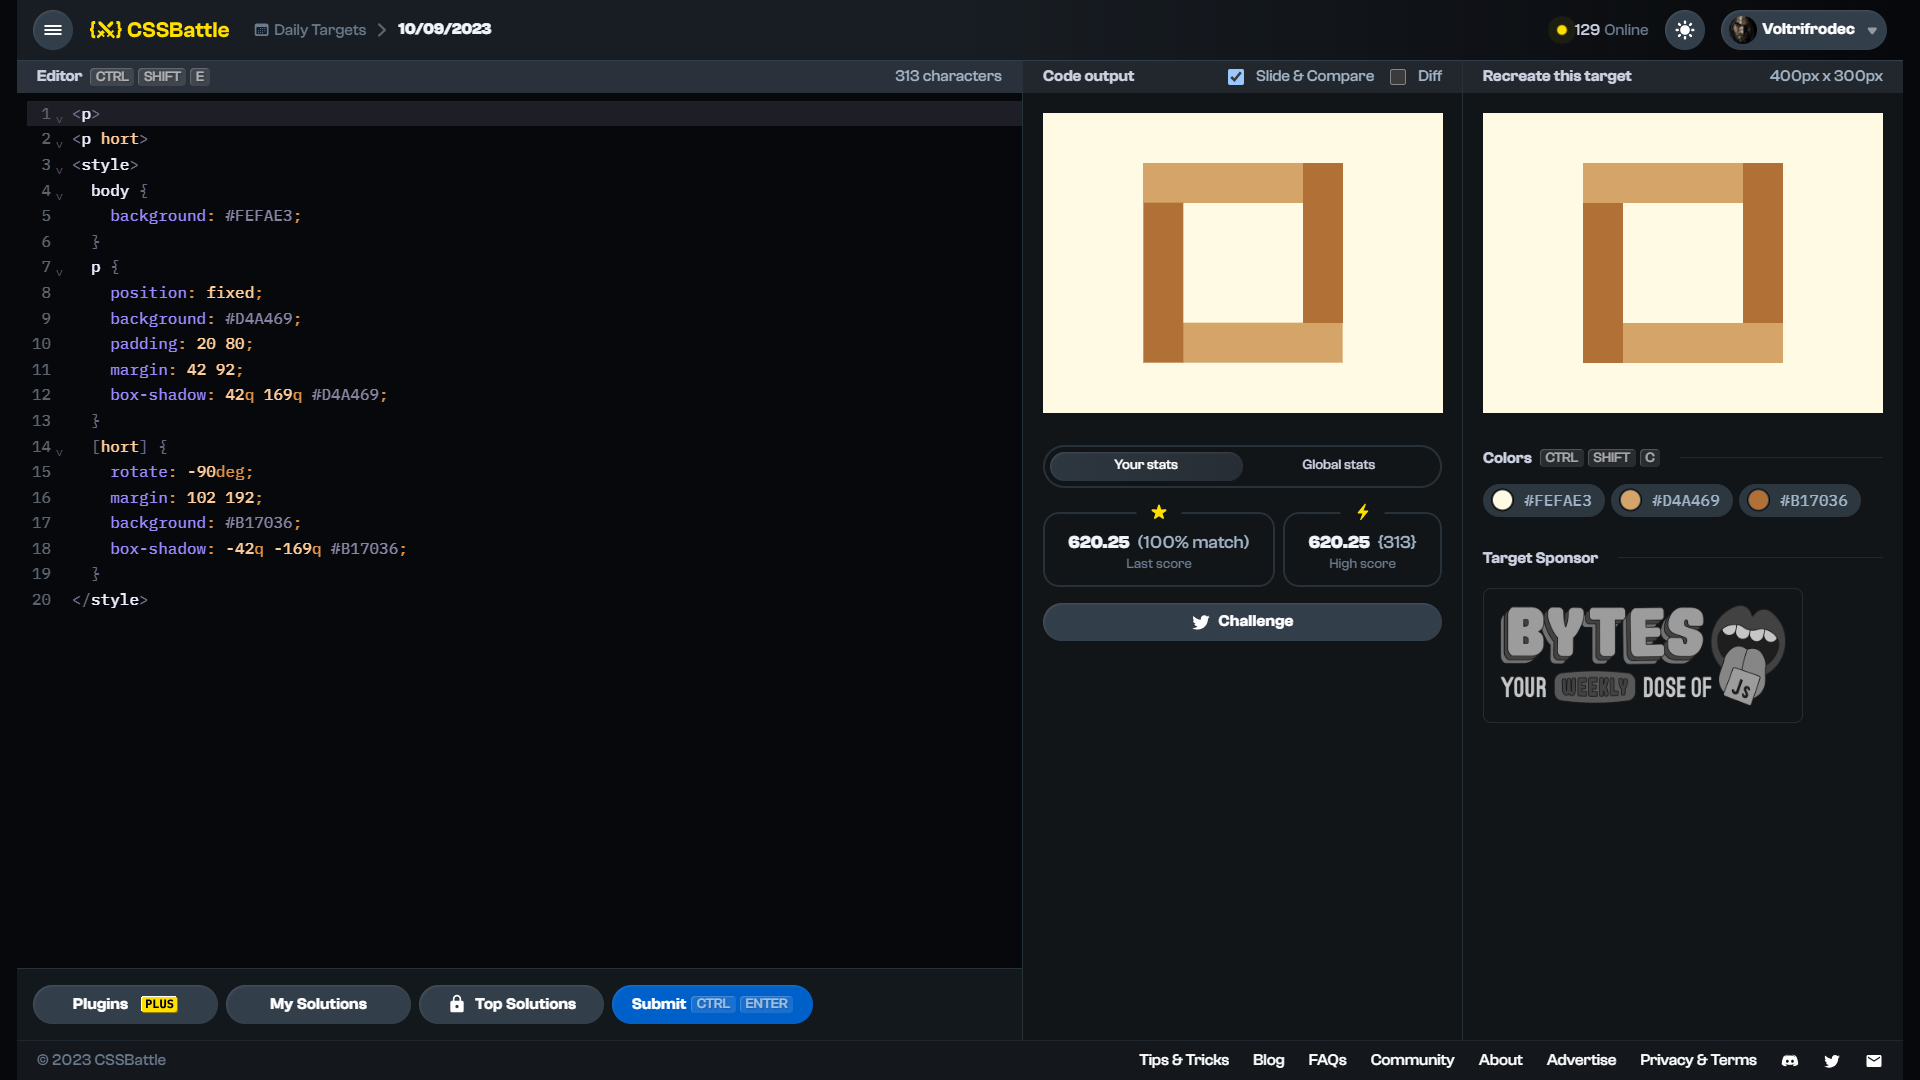 {X} CSSBattle
Daily Targets > 10/09/2023
129 Online
Voltrifrodec
Editor CTRL SHIFT E
313 characters
1 <p>
2 <p hort>
3 <style>
4 body {
5 background: #FEFAE3;
6 }
7 p {
8 position: fixed;
9 background: #D4A469;
10 padding: 20 80;
11 margin: 42 92;
12 box-shadow: 42q 169q #D4A469;
13 }
14 [hort] {
15 rotate: -90deg;
16 margin: 102 192;
17 background: #B17036;
18 box-shadow: -42q -169q #B17036;
19 }
20 </style>
Plugins PLUS
My Solutions
Top Solutions
Submit CTRL ENTER
Code output
Slide & Compare
Diff
Your stats
Global stats
620.25 (100% match)
Last score
620.25 {313}
High score
Challenge
Recreate this target
400px x 300px
Colors CTRL SHIFT C
#FEFAE3
#D4A469
#B17036
Target Sponsor
BYTES
YOUR WEEKLY DOSE OF JS
© 2023 CSSBattle
Tips & Tricks
Blog
FAQs
Community
About
Advertise
Privacy & Terms